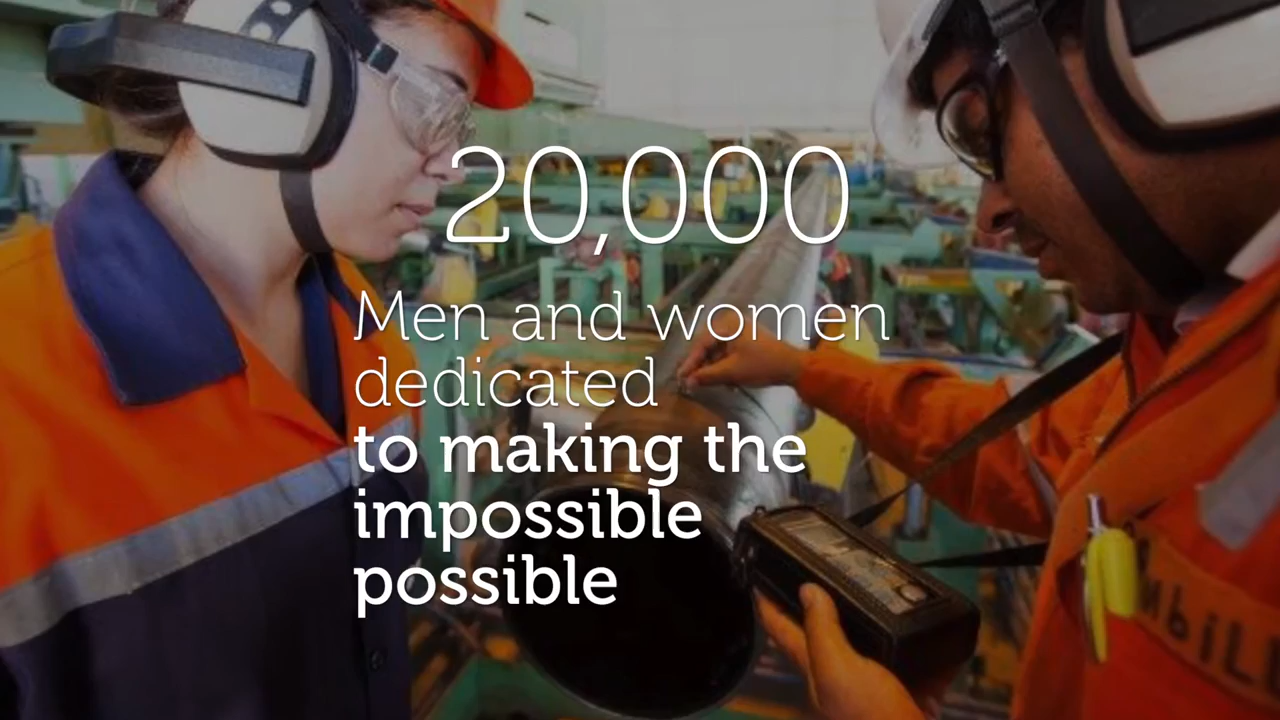 20,000
Men and women
dedicated
to making the
impossible
possible